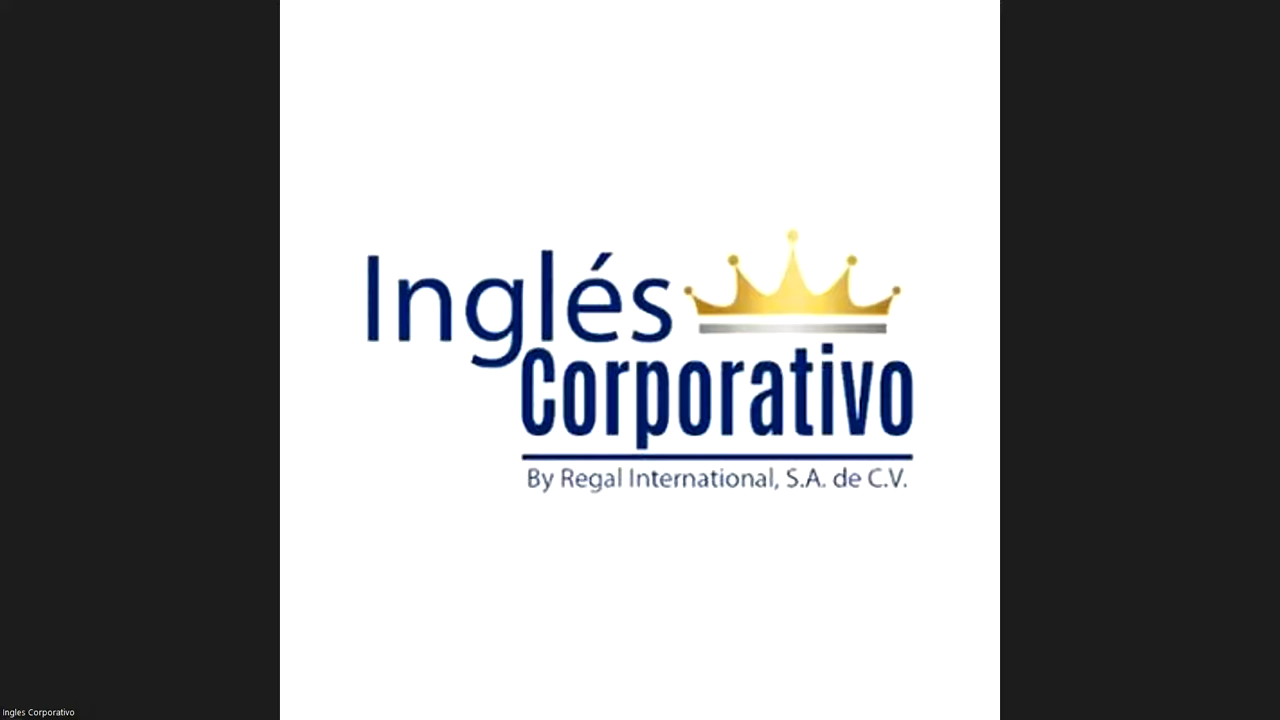 Inglés
Corporativo
By Regal International, S.A. de C.V.
Ingles Corporativo